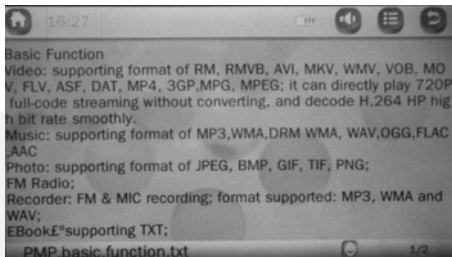 16:27
Basic Function
Video: supporting format of RM, RMVB, AVI, MKV, WMV, VOB, MO
V, FLV, ASF, DAT, MP4, 3GP,MPG, MPEG; it can directly play 720P
full-code streaming without converting, and decode H.264 HP hig
h bit rate smoothly.
Music: supporting format of MP3,WMA,DRM WMA, WAV,OGG,FLAC
,AAC
Photo: supporting format of JPEG, BMP, GIF, TIF, PNG;
FM Radio;
Recorder: FM & MIC recording; format supported: MP3, WMA and
WAV;
EBook£ºsupporting TXT;
PMP basic function.txt 1/2